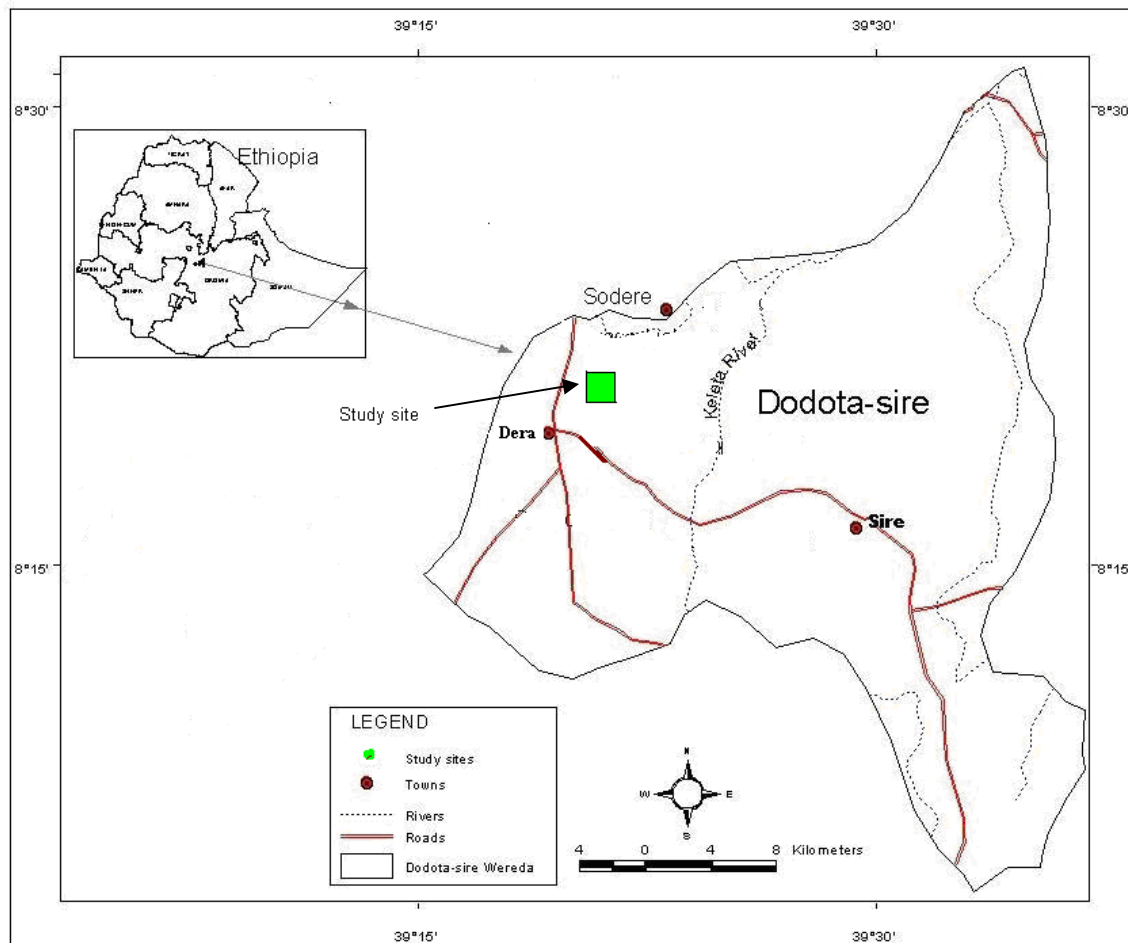 39°15'
39°30'
8°30'
8°30'
Ethiopia
Sodere
Keleta River
Dodota-sire
Study site
Dera
Sire
8°15'
8°15'
LEGEND
Study sites
Towns
Rivers
Roads
Dodota-sire Wereda
N
W
E
S
4 0 4 8 Kilometers
39°15'
39°30'